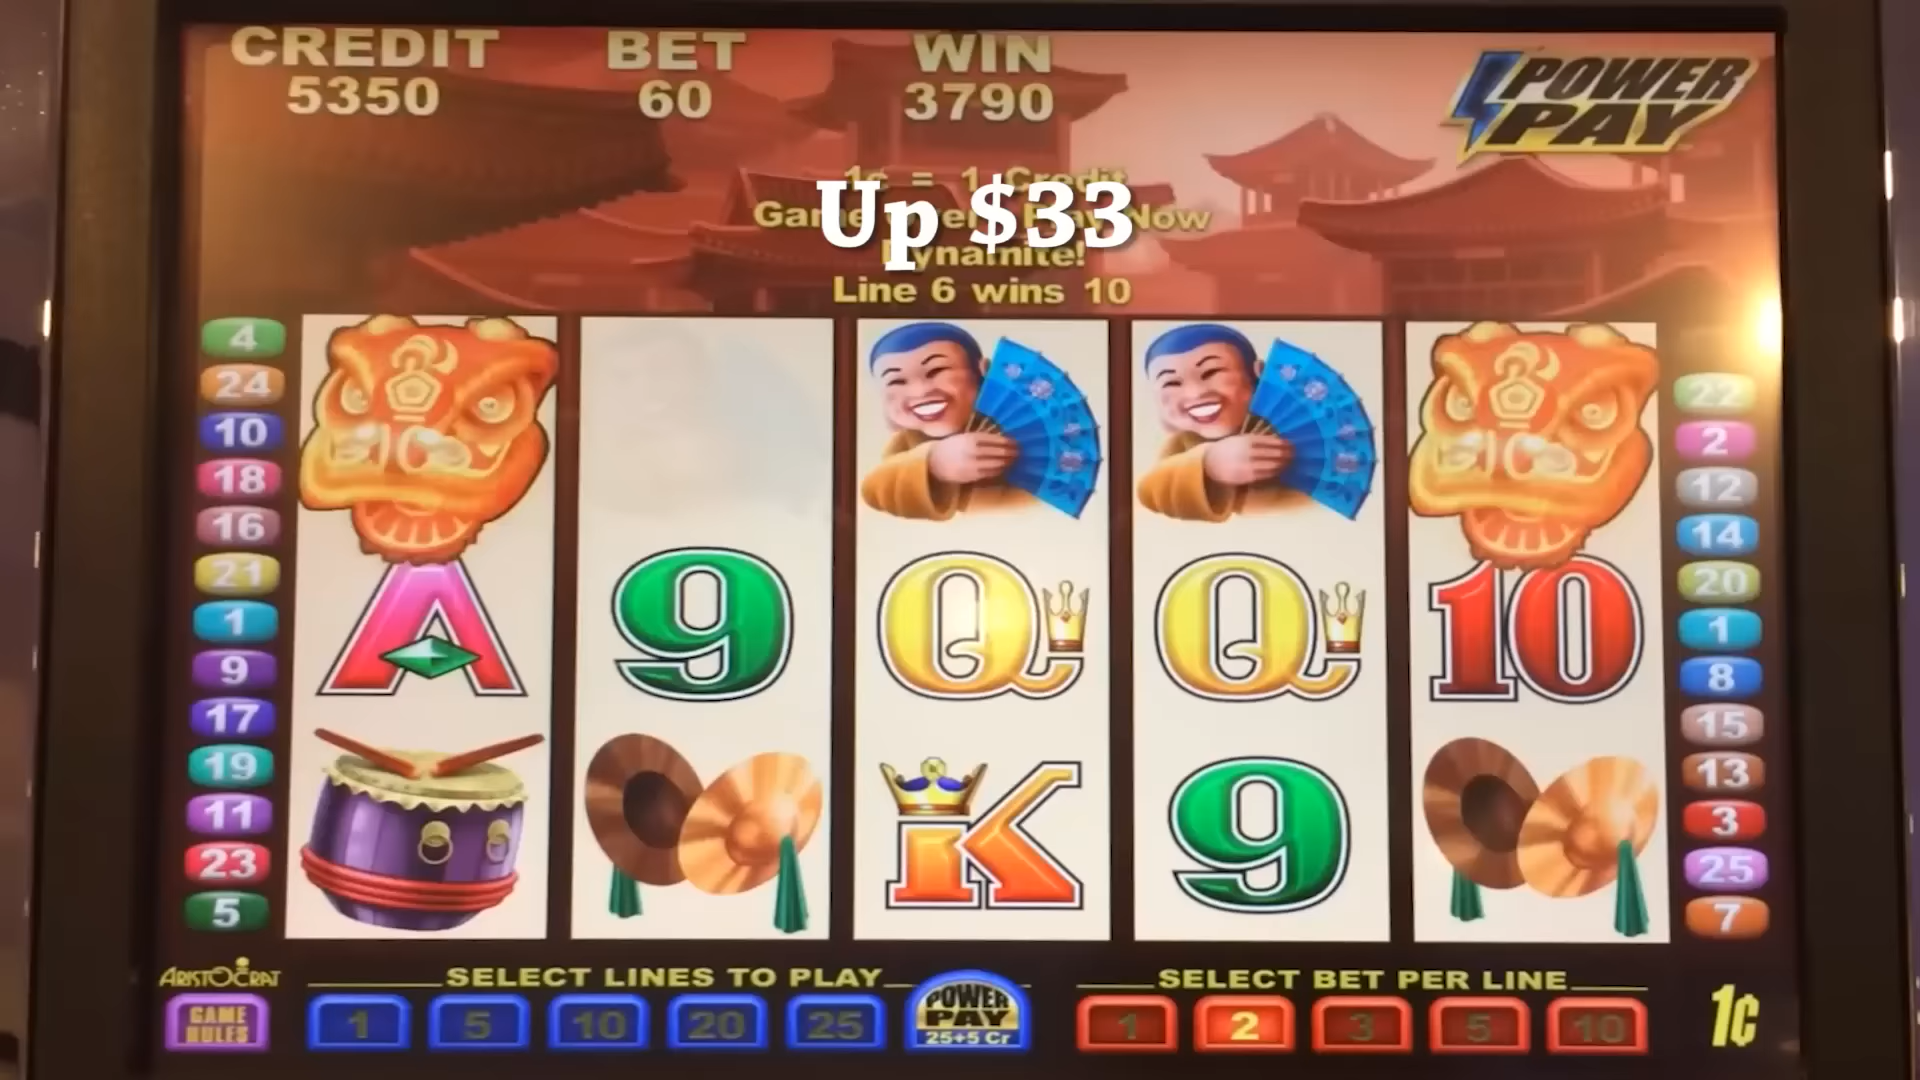 CREDIT BET WIN
5350 60 3790
POWER
PAY
1¢ = 1 Credit
Up $33
Dynamite!
Line 6 wins 10
4
24
10
18
16
21
1
9
17
19
11
23
5
A 9 Q Q 10
K 9
22
2
12
14
20
1
8
15
13
3
25
7
ARISTOCRAT
SELECT LINES TO PLAY
SELECT BET PER LINE
GAME
RULES
1 5 10 20 25
POWER
PAY
25+5 Cr
1 2 3 5 10
1¢